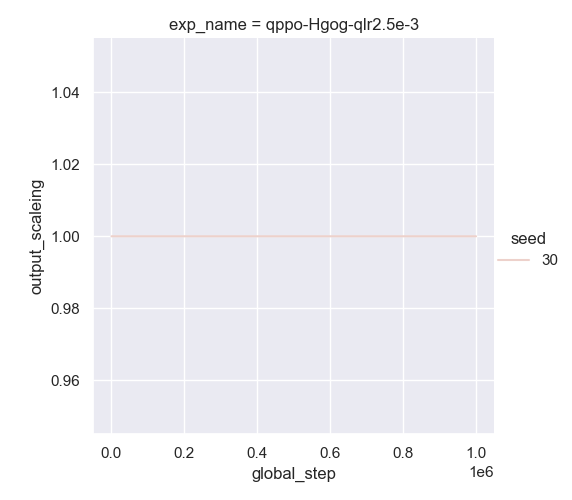 exp_name = qppo-Hgog-qlr2.5e-3
1.04
1.02
1.00
0.98
0.96
output_scaleing
0.0 0.2 0.4 0.6 0.8 1.0
1e6
global_step
seed
30